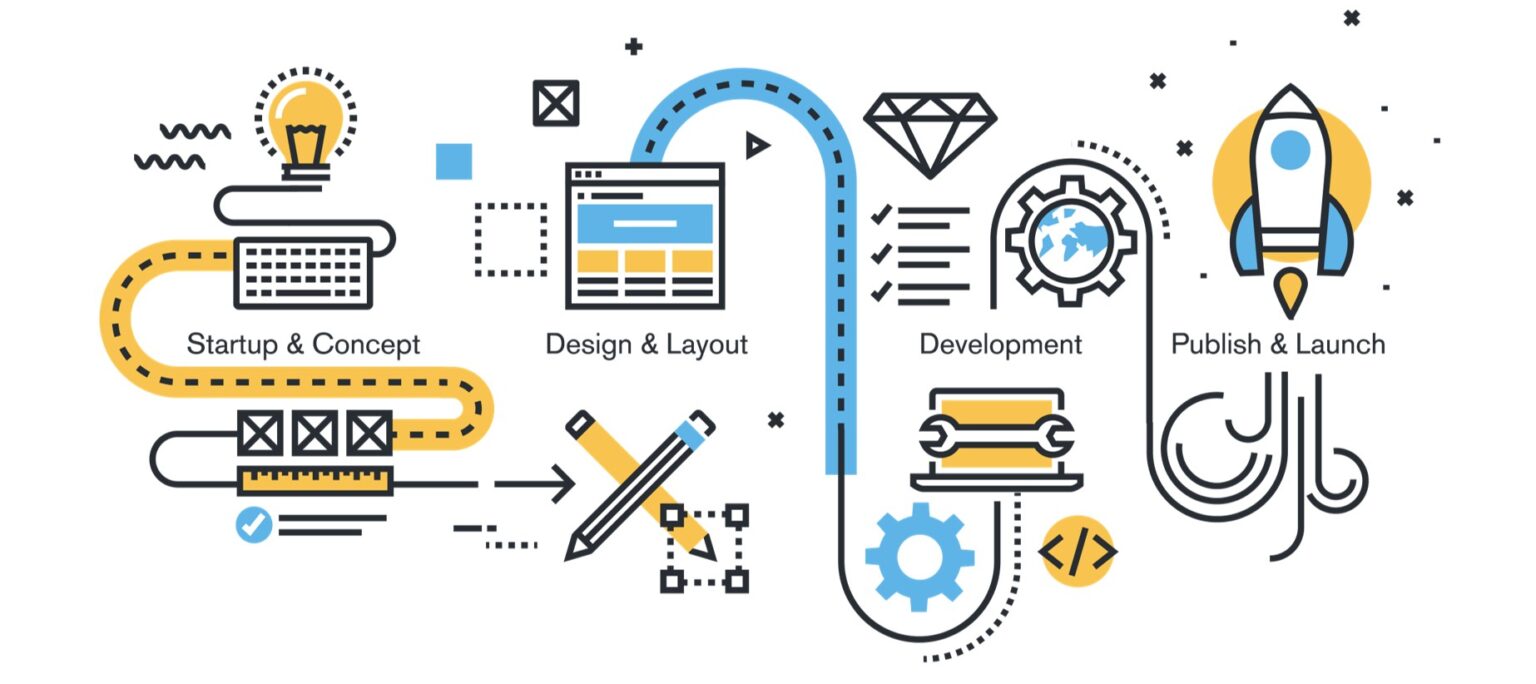 Startup & Concept
Design & Layout
Development
Publish & Launch
</>